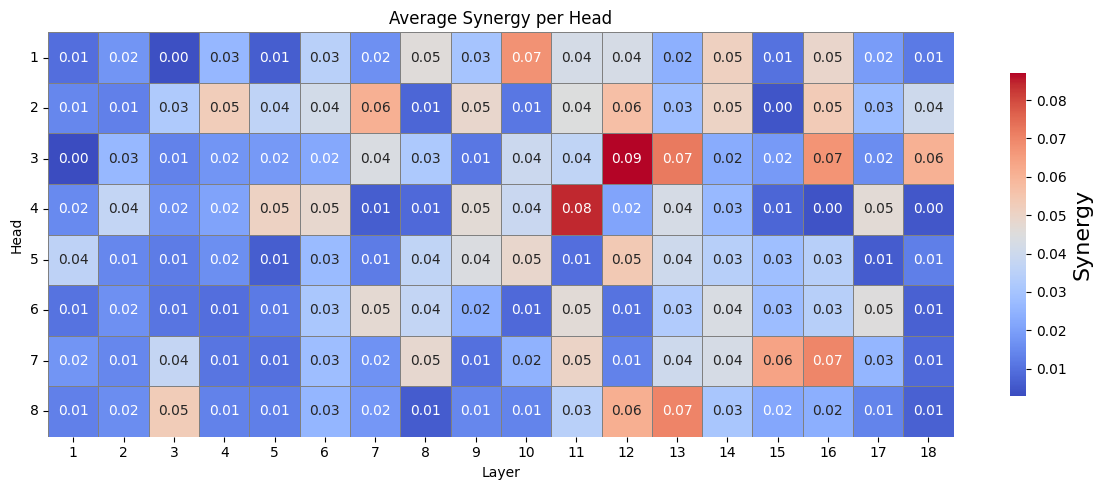 Average Synergy per Head
1 0.01 0.02 0.00 0.03 0.01 0.03 0.02 0.05 0.03 0.07 0.04 0.04 0.02 0.05 0.01 0.05 0.02 0.01
2 0.01 0.01 0.03 0.05 0.04 0.04 0.06 0.01 0.05 0.01 0.04 0.06 0.03 0.05 0.00 0.05 0.03 0.04
3 0.00 0.03 0.01 0.02 0.02 0.02 0.04 0.03 0.01 0.04 0.04 0.09 0.07 0.02 0.02 0.07 0.02 0.06
4 0.02 0.04 0.02 0.02 0.05 0.05 0.01 0.01 0.05 0.04 0.08 0.02 0.04 0.03 0.01 0.00 0.05 0.00
5 0.04 0.01 0.01 0.02 0.01 0.03 0.01 0.04 0.04 0.05 0.01 0.05 0.04 0.03 0.03 0.03 0.01 0.01
6 0.01 0.02 0.01 0.01 0.01 0.03 0.05 0.04 0.02 0.01 0.05 0.01 0.03 0.04 0.03 0.03 0.05 0.01
7 0.02 0.01 0.04 0.01 0.01 0.03 0.02 0.05 0.01 0.02 0.05 0.01 0.04 0.04 0.06 0.07 0.03 0.01
8 0.01 0.02 0.05 0.01 0.01 0.03 0.02 0.01 0.01 0.01 0.03 0.06 0.07 0.03 0.02 0.02 0.01 0.01
1 2 3 4 5 6 7 8 9 10 11 12 13 14 15 16 17 18
Layer
Head
0.08
0.07
0.06
0.05
0.04
0.03
0.02
0.01
Synergy